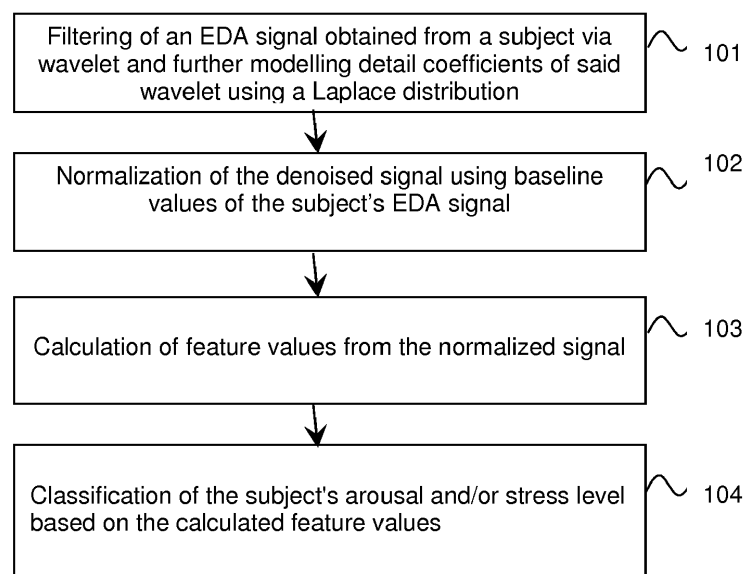 Filtering of an EDA signal obtained from a subject via
wavelet and further modelling detail coefficients of said
wavelet using a Laplace distribution
101
Normalization of the denoised signal using baseline
values of the subject's EDA signal
102
Calculation of feature values from the normalized signal
103
Classification of the subject's arousal and/or stress level
based on the calculated feature values
104